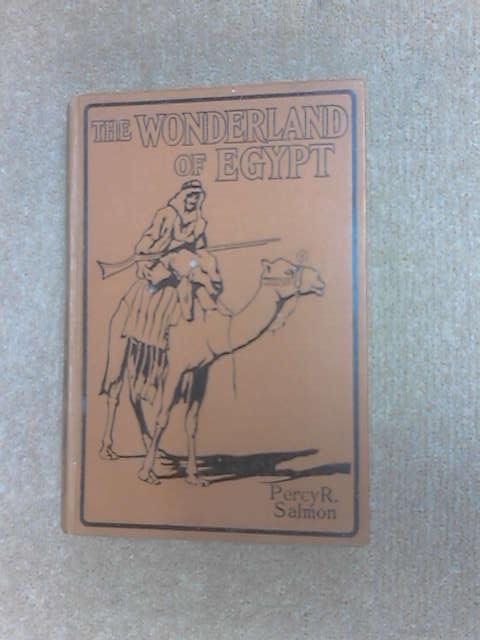 THE WONDERLAND
OF EGYPT
Percy R.
Salmon